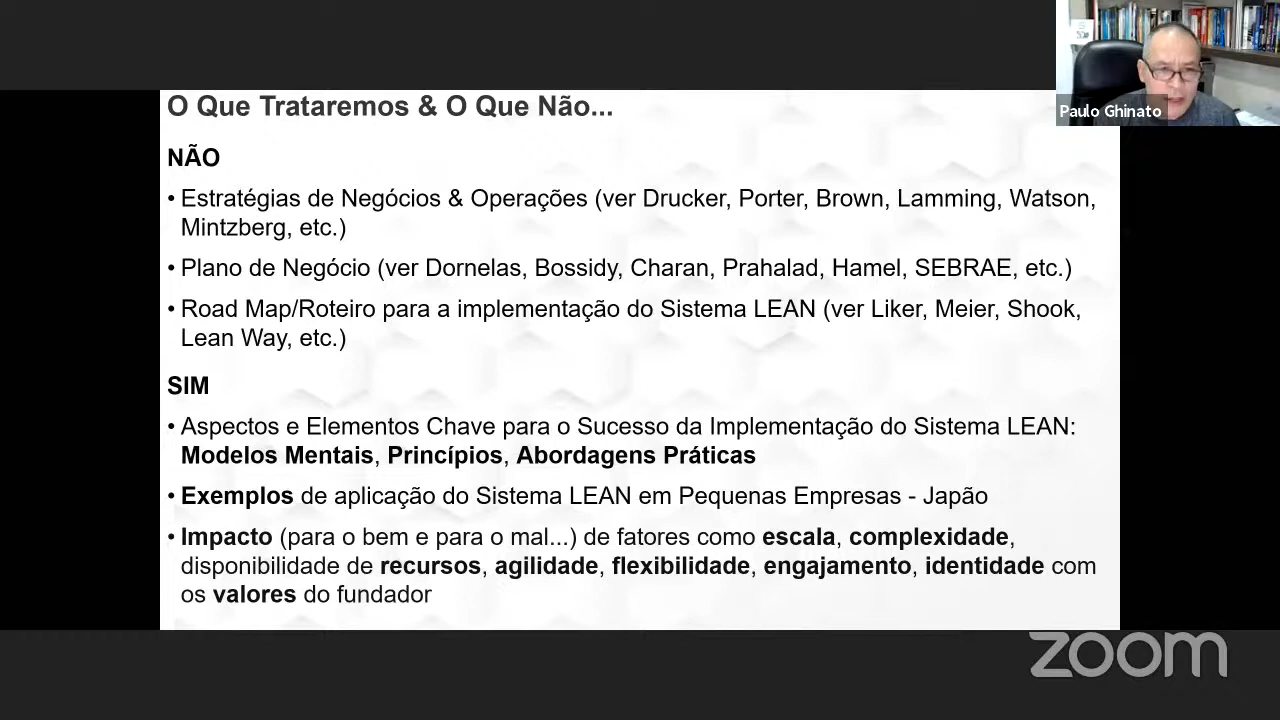 O Que Trataremos & O Que Não...
NÃO
• Estratégias de Negócios & Operações (ver Drucker, Porter, Brown, Lamming, Watson,
Mintzberg, etc.)
• Plano de Negócio (ver Dornelas, Bossidy, Charan, Prahalad, Hamel, SEBRAE, etc.)
• Road Map/Roteiro para a implementação do Sistema LEAN (ver Liker, Meier, Shook,
Lean Way, etc.)
SIM
• Aspectos e Elementos Chave para o Sucesso da Implementação do Sistema LEAN:
Modelos Mentais, Princípios, Abordagens Práticas
• Exemplos de aplicação do Sistema LEAN em Pequenas Empresas - Japão
• Impacto (para o bem e para o mal...) de fatores como escala, complexidade,
disponibilidade de recursos, agilidade, flexibilidade, engajamento, identidade com
os valores do fundador
Paulo Ghinato
zoom